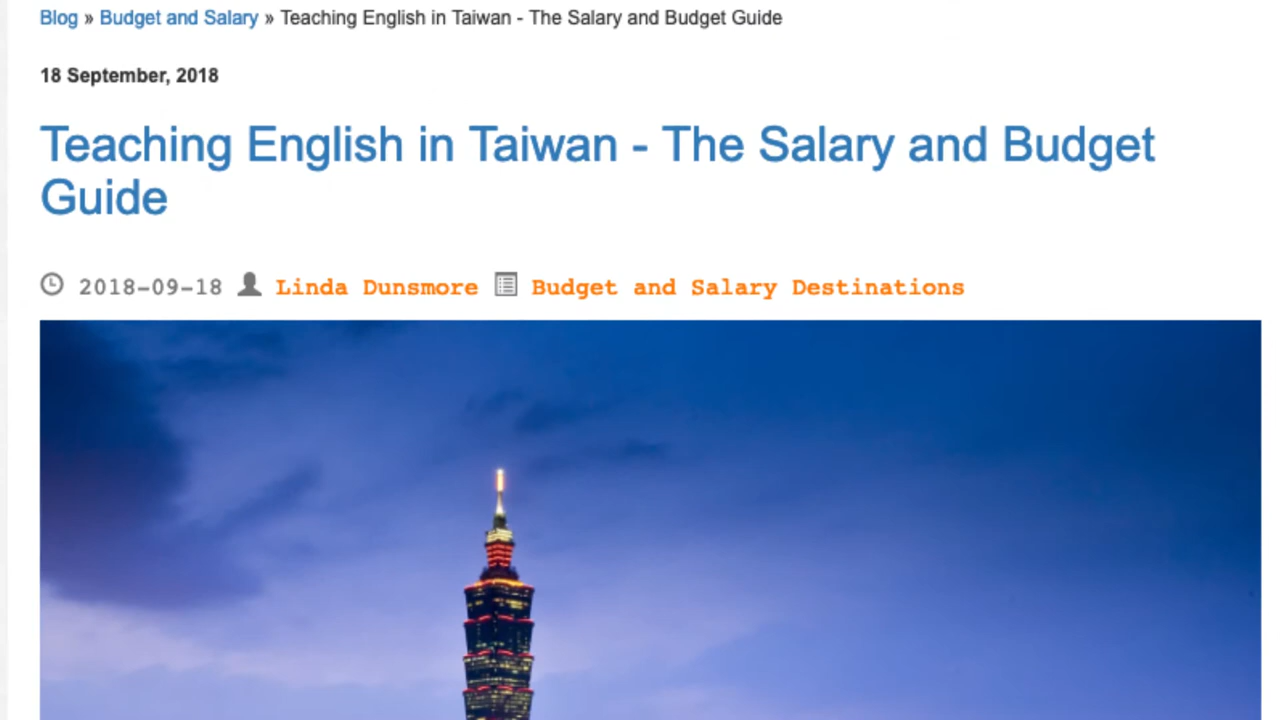 Blog » Budget and Salary » Teaching English in Taiwan - The Salary and Budget Guide
18 September, 2018
Teaching English in Taiwan - The Salary and Budget
Guide
2018-09-18 Linda Dunsmore Budget and Salary Destinations